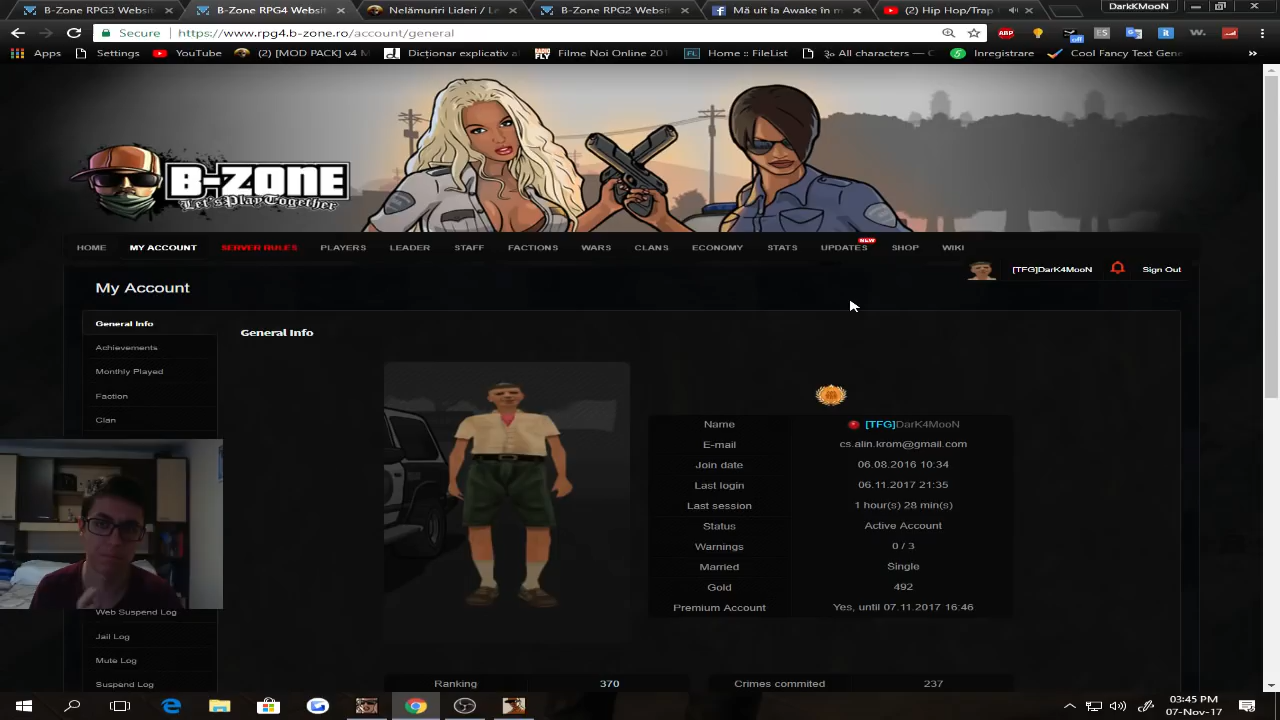 B-Zone RPG3 Websit
B-Zone RPG4 Websit
Nelămuriri Lideri / L
B-Zone RPG2 Websit
Mă uit la Awake în m
(2) Hip Hop/Trap
DarKKMooN
Secure https://www.rpg4.b-zone.ro/account/general
Apps Settings YouTube (2) [MOD PACK] v4 M Dicționar explicativ a Filme Noi Online 201 Home :: FileList All characters — C Inregistrare Cool Fancy Text Gene »
B-ZONE
Let's Play Together
HOME MY ACCOUNT SERVER RULES PLAYERS LEADER STAFF FACTIONS WARS CLANS ECONOMY STATS UPDATES NEW SHOP WIKI
[TFG]DarK4MooN Sign Out
My Account
General Info
Achievements
Monthly Played
Faction
Clan
Web Suspend Log
Jail Log
Mute Log
Suspend Log
General Info
Name [TFG]DarK4MooN
E-mail cs.alin.krom@gmail.com
Join date 06.08.2016 10:34
Last login 06.11.2017 21:35
Last session 1 hour(s) 28 min(s)
Status Active Account
Warnings 0 / 3
Married Single
Gold 492
Premium Account Yes, until 07.11.2017 16:46
Ranking 370 Crimes commited 237
03:45 PM
07-Nov-17